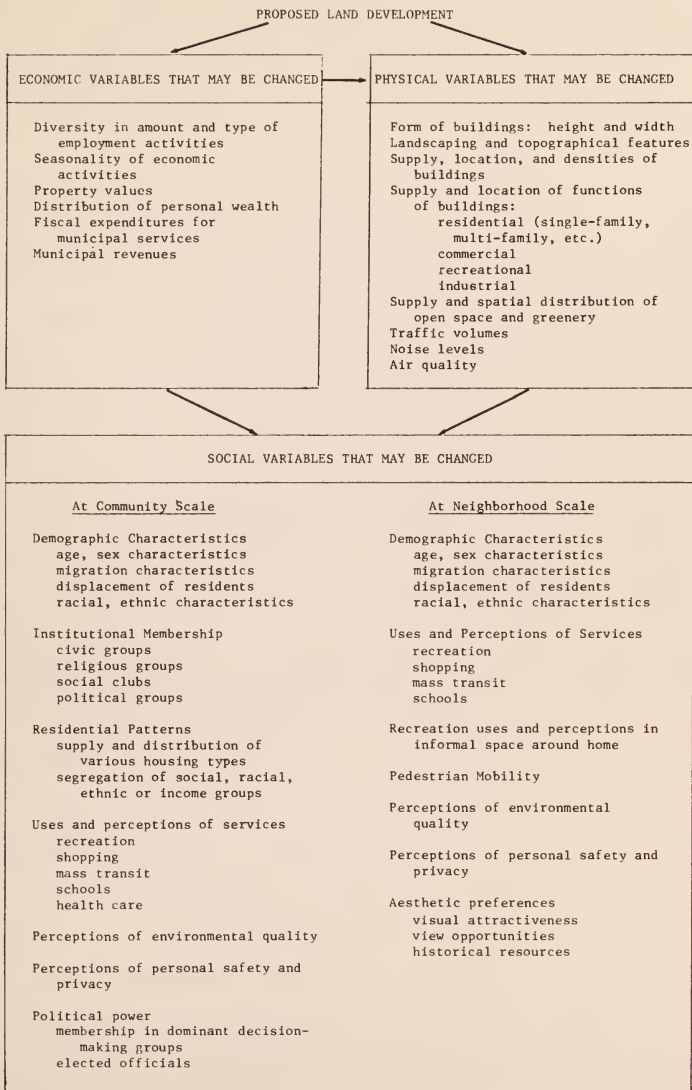 PROPOSED LAND DEVELOPMENT
ECONOMIC VARIABLES THAT MAY BE CHANGED
Diversity in amount and type of
employment activities
Seasonality of economic
activities
Property values
Distribution of personal wealth
Fiscal expenditures for
municipal services
Municipal revenues
PHYSICAL VARIABLES THAT MAY BE CHANGED
Form of buildings: height and width
Landscaping and topographical features
Supply, location, and densities of
buildings
Supply and location of functions
of buildings:
residential (single-family,
multi-family, etc.)
commercial
recreational
industrial
Supply and spatial distribution of
open space and greenery
Traffic volumes
Noise levels
Air quality
SOCIAL VARIABLES THAT MAY BE CHANGED
At Community Scale
Demographic Characteristics
age, sex characteristics
migration characteristics
displacement of residents
racial, ethnic characteristics
Institutional Membership
civic groups
religious groups
social clubs
political groups
Residential Patterns
supply and distribution of
various housing types
segregation of social, racial,
ethnic or income groups
Uses and perceptions of services
recreation
shopping
mass transit
schools
health care
Perceptions of environmental quality
Perceptions of personal safety and
privacy
Political power
membership in dominant decision-
making groups
elected officials
At Neighborhood Scale
Demographic Characteristics
age, sex characteristics
migration characteristics
displacement of residents
racial, ethnic characteristics
Uses and Perceptions of Services
recreation
shopping
mass transit
schools
Recreation uses and perceptions in
informal space around home
Pedestrian Mobility
Perceptions of environmental
quality
Perceptions of personal safety and
privacy
Aesthetic preferences
visual attractiveness
view opportunities
historical resources